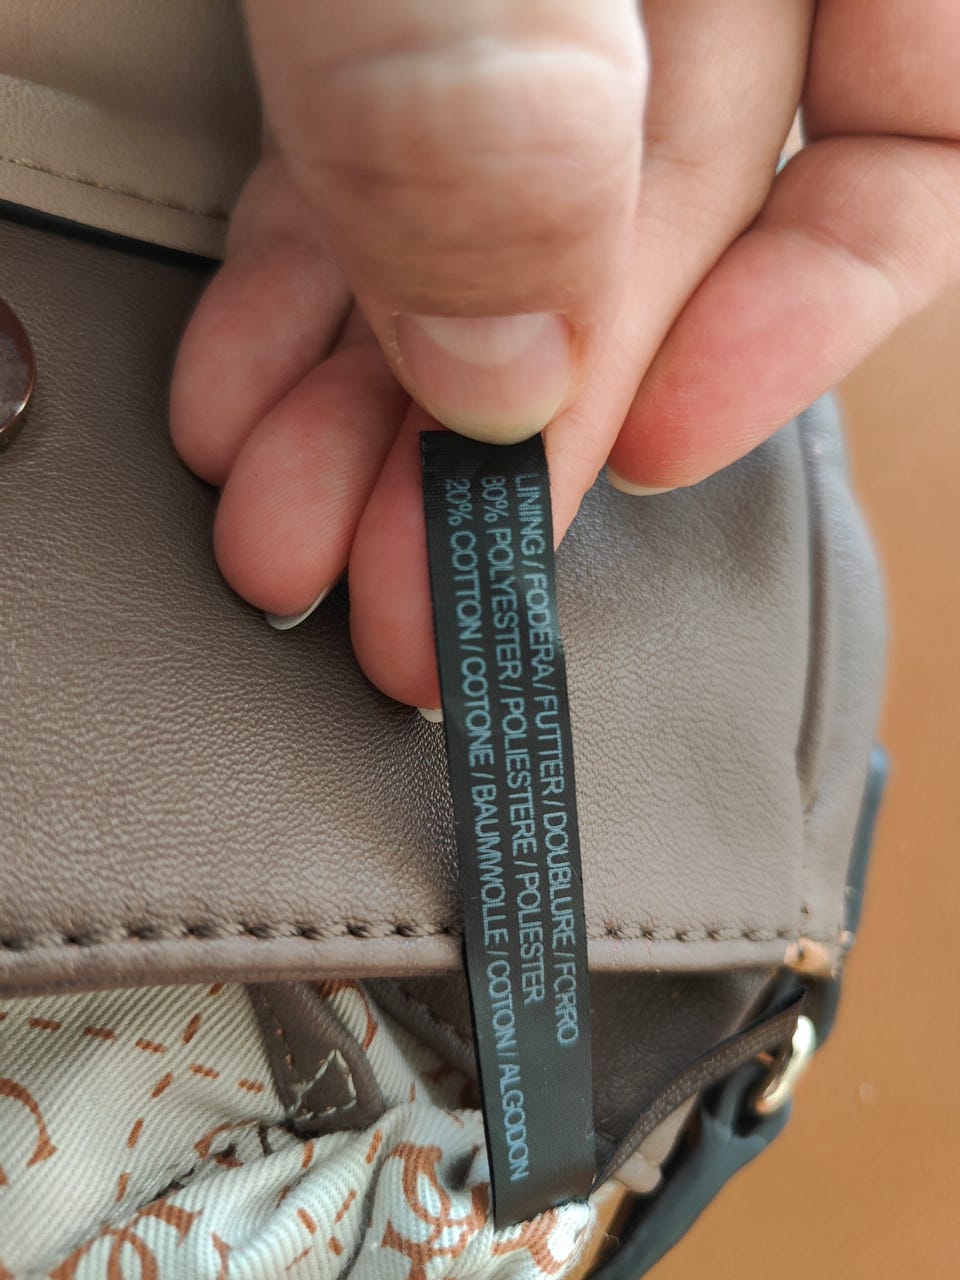 LINING / FODERA / FUTTER / DOUBLURE / FORRO
80% POLYESTER / POLIESTERE / POLIESTER
20% COTTON / COTONE / BAUMWOLLE / COTON / ALGODON